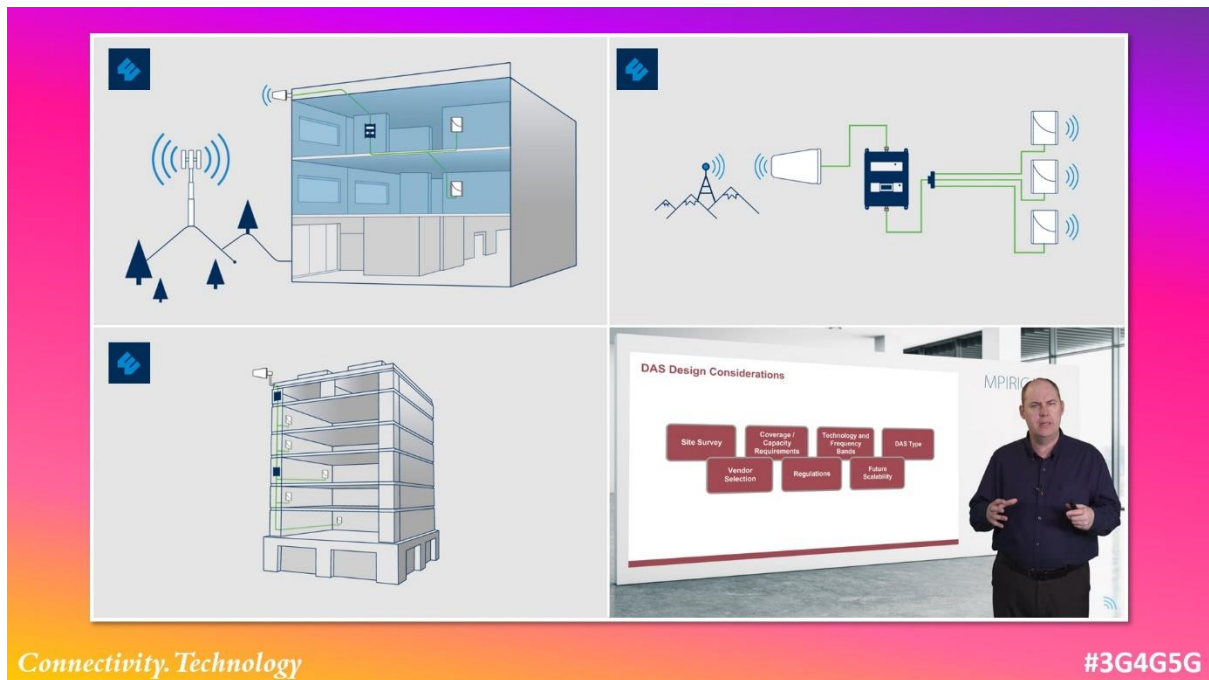 DAS Design Considerations
MPIRIC
Site Survey
Coverage /
Capacity
Requirements
Technology and
Frequency
Bands
DAS Type
Vendor
Selection
Regulations
Future
Scalability
Connectivity. Technology
#3G4G5G